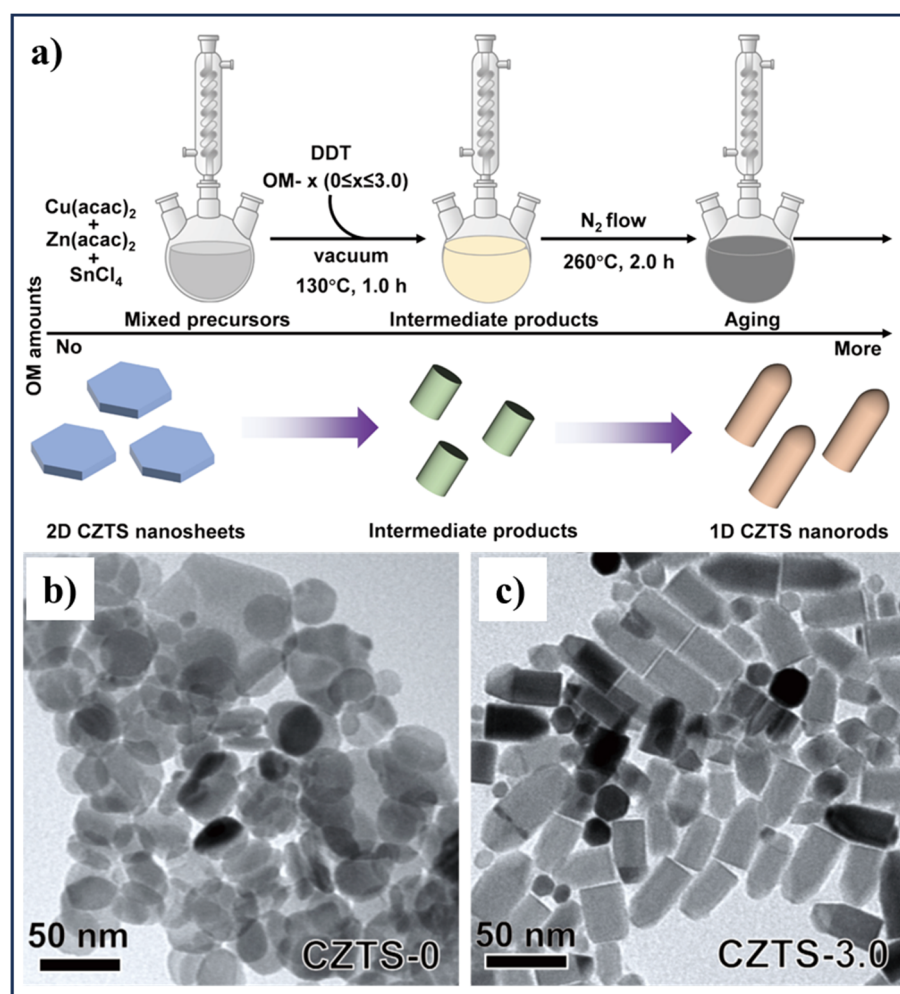 a)
DDT
OM- x (0≤x≤3.0)
Cu(acac)₂
+
Zn(acac)₂
+
SnCl₄
vacuum
130°C, 1.0 h
N₂ flow
260°C, 2.0 h
Mixed precursors
Intermediate products
Aging
OM amounts
No
More
2D CZTS nanosheets
Intermediate products
1D CZTS nanorods
b)
50 nm
CZTS-0
c)
50 nm
CZTS-3.0